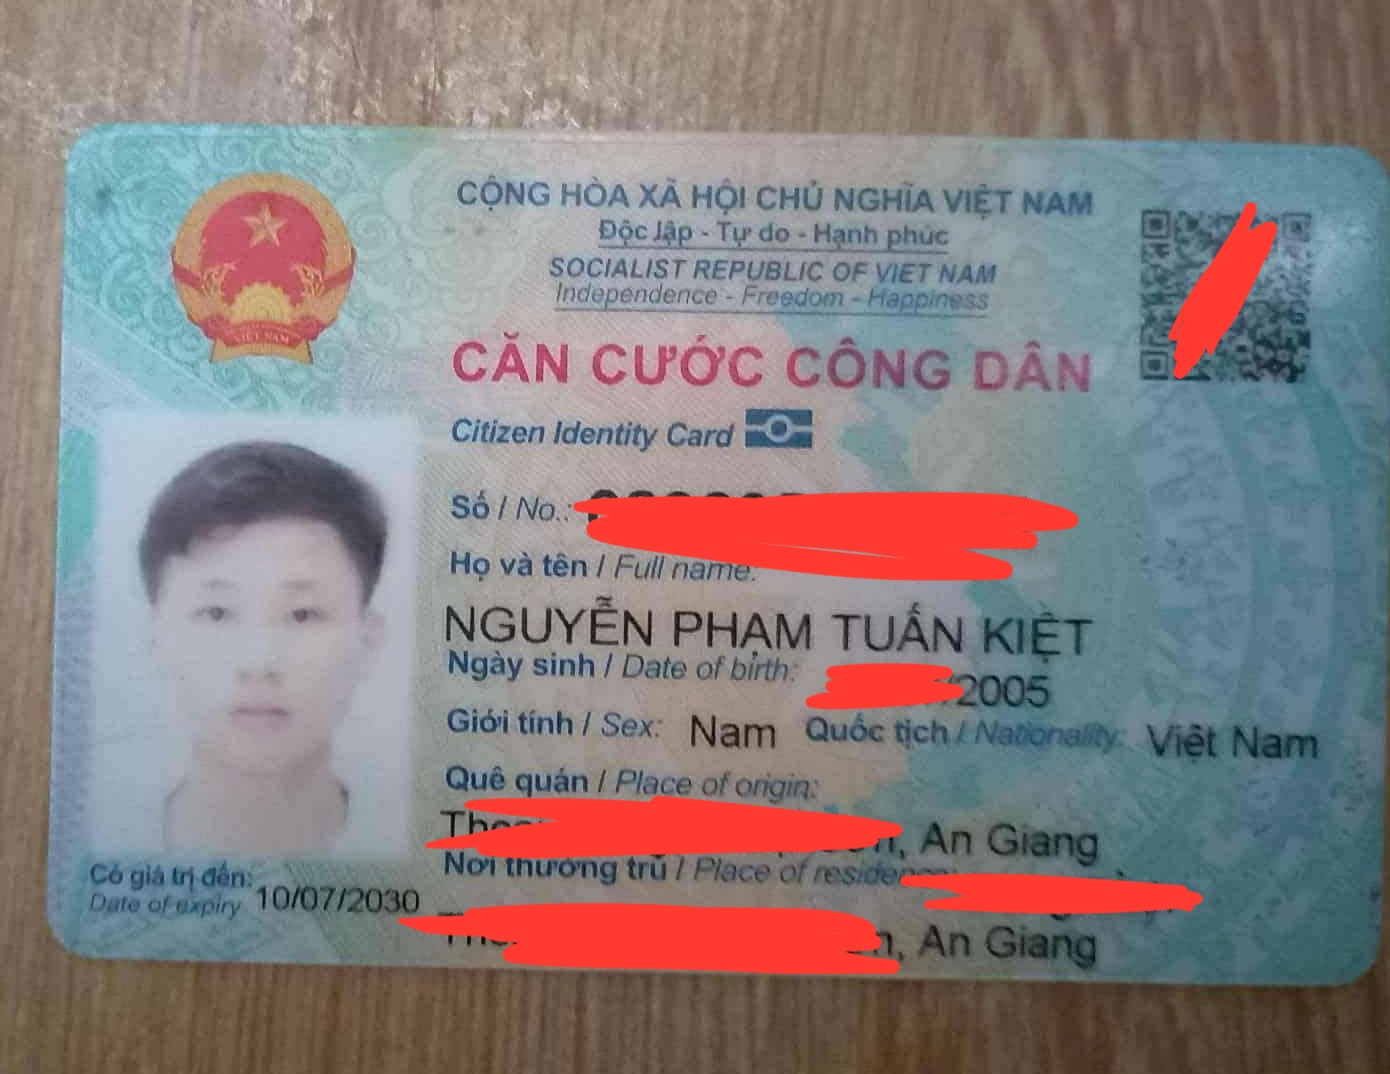 CỘNG HÒA XÃ HỘI CHỦ NGHĨA VIỆT NAM
Độc lập - Tự do - Hạnh phúc
SOCIALIST REPUBLIC OF VIET NAM
Independence - Freedom - Happiness
CĂN CƯỚC CÔNG DÂN
Citizen Identity Card
VIỆT NAM
Số / No.:
Họ và tên / Full name:
NGUYỄN PHẠM TUẤN KIỆT
Ngày sinh / Date of birth:
/2005
Giới tính / Sex: Nam Quốc tịch / Nationality: Việt Nam
Quê quán / Place of origin:
, An Giang
Nơi thường trú / Place of residence:
, An Giang
Có giá trị đến:
Date of expiry 10/07/2030